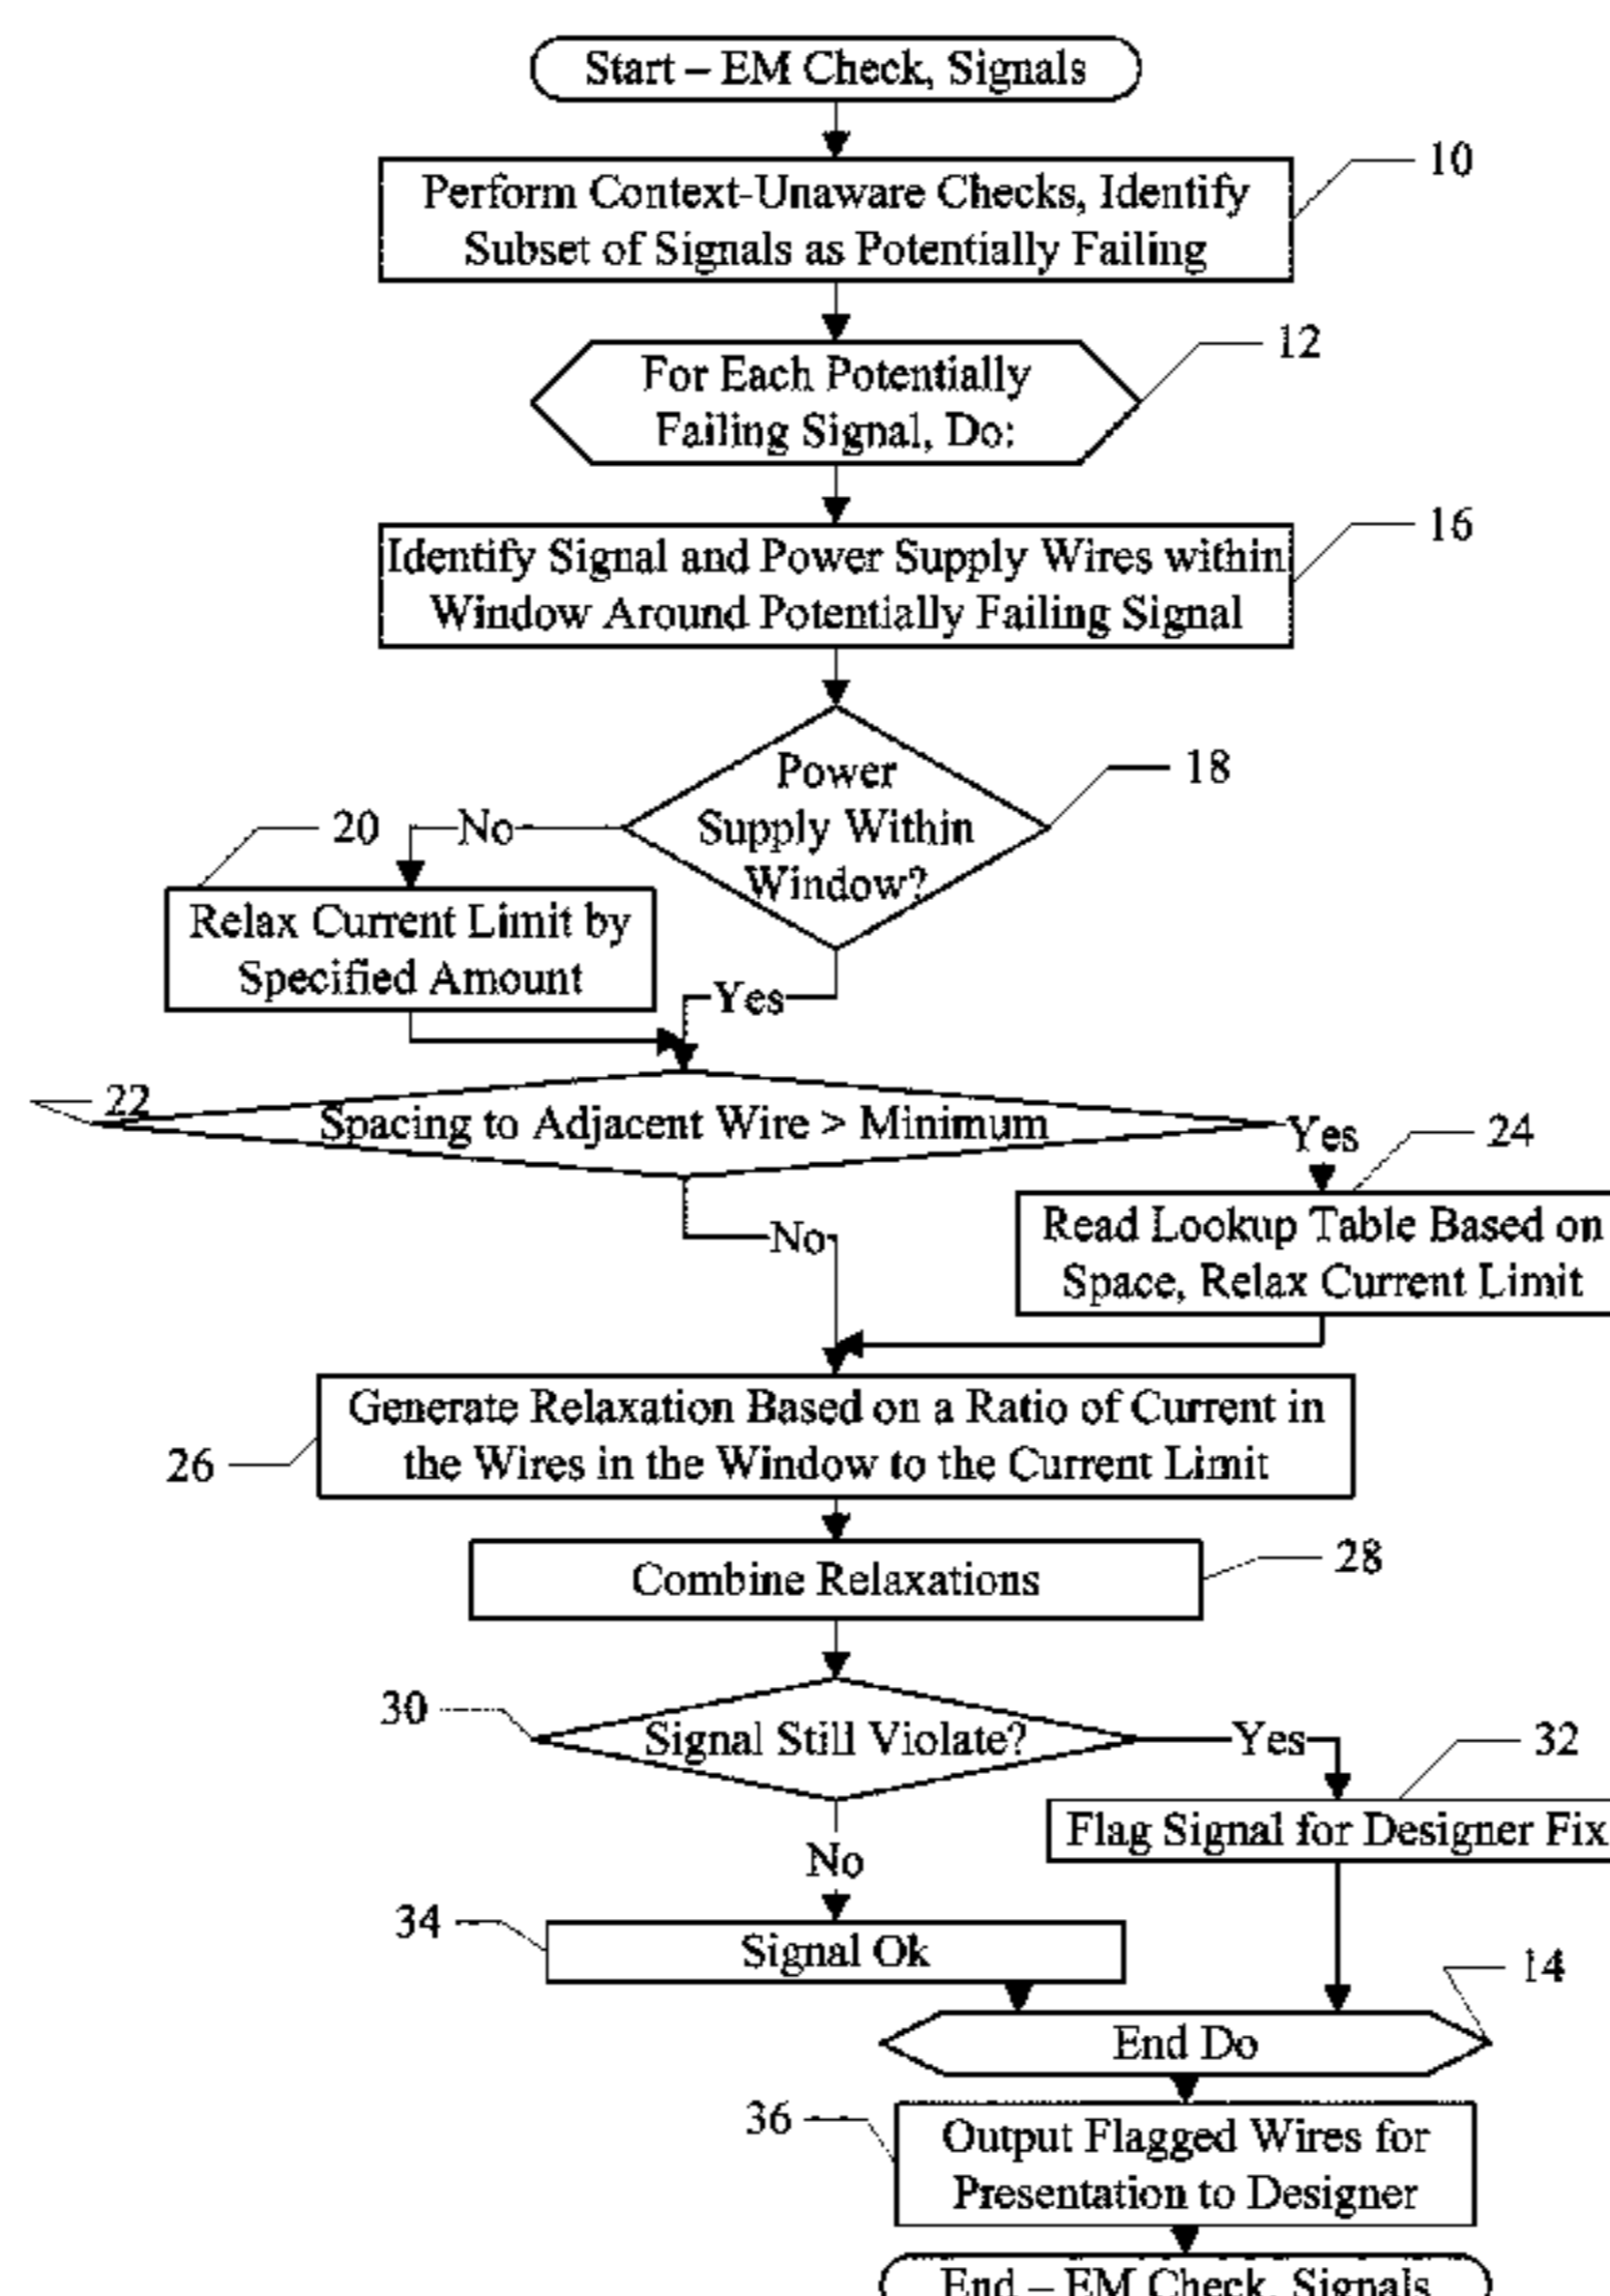 Start – EM Check, Signals
10
Perform Context-Unaware Checks, Identify
Subset of Signals as Potentially Failing
12
For Each Potentially
Failing Signal, Do:
16
Identify Signal and Power Supply Wires within
Window Around Potentially Failing Signal
18
Power
Supply Within
Window?
20
No
Relax Current Limit by
Specified Amount
Yes
22
Spacing to Adjacent Wire > Minimum
Yes
24
No
Read Lookup Table Based on
Space, Relax Current Limit
Generate Relaxation Based on a Ratio of Current in
the Wires in the Window to the Current Limit
26
Combine Relaxations
28
30
Signal Still Violate?
Yes
32
Flag Signal for Designer Fix
No
34
Signal Ok
14
End Do
36
Output Flagged Wires for
Presentation to Designer
End – EM Check, Signals